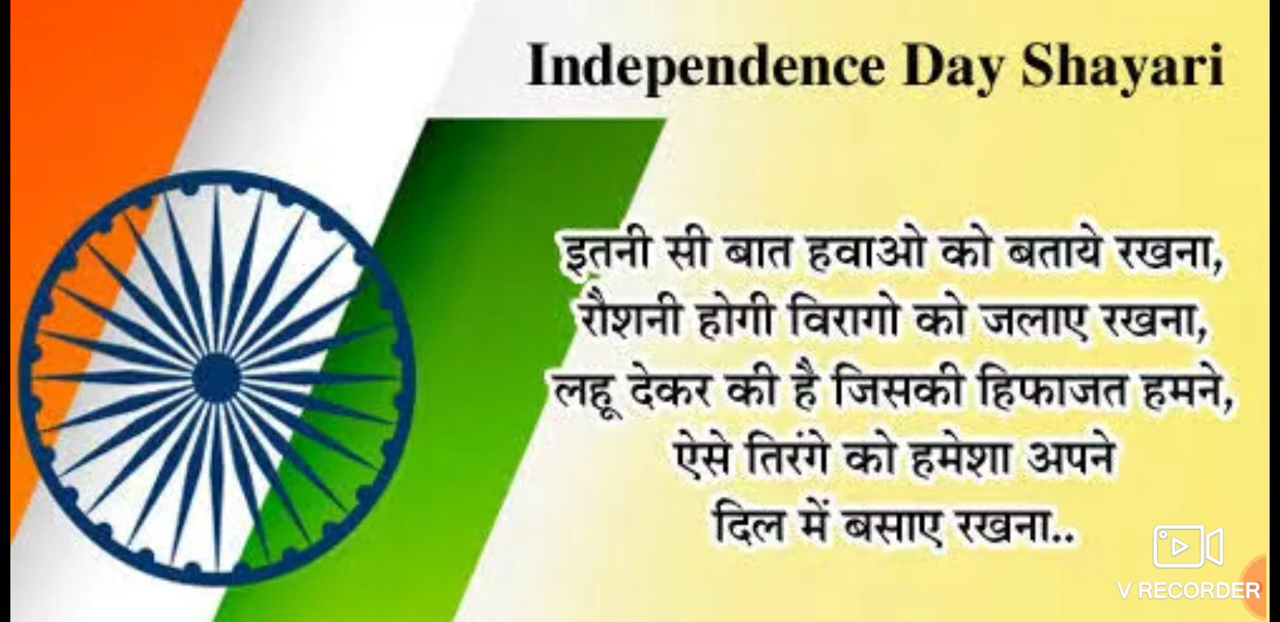 Independence Day Shayari
इतनी सी बात हवाओ को बताये रखना,
रौशनी होगी विरागो को जलाए रखना,
लहू देकर की है जिसकी हिफाजत हमने,
ऐसे तिरंगे को हमेशा अपने
दिल में बसाए रखना..
V RECORDER